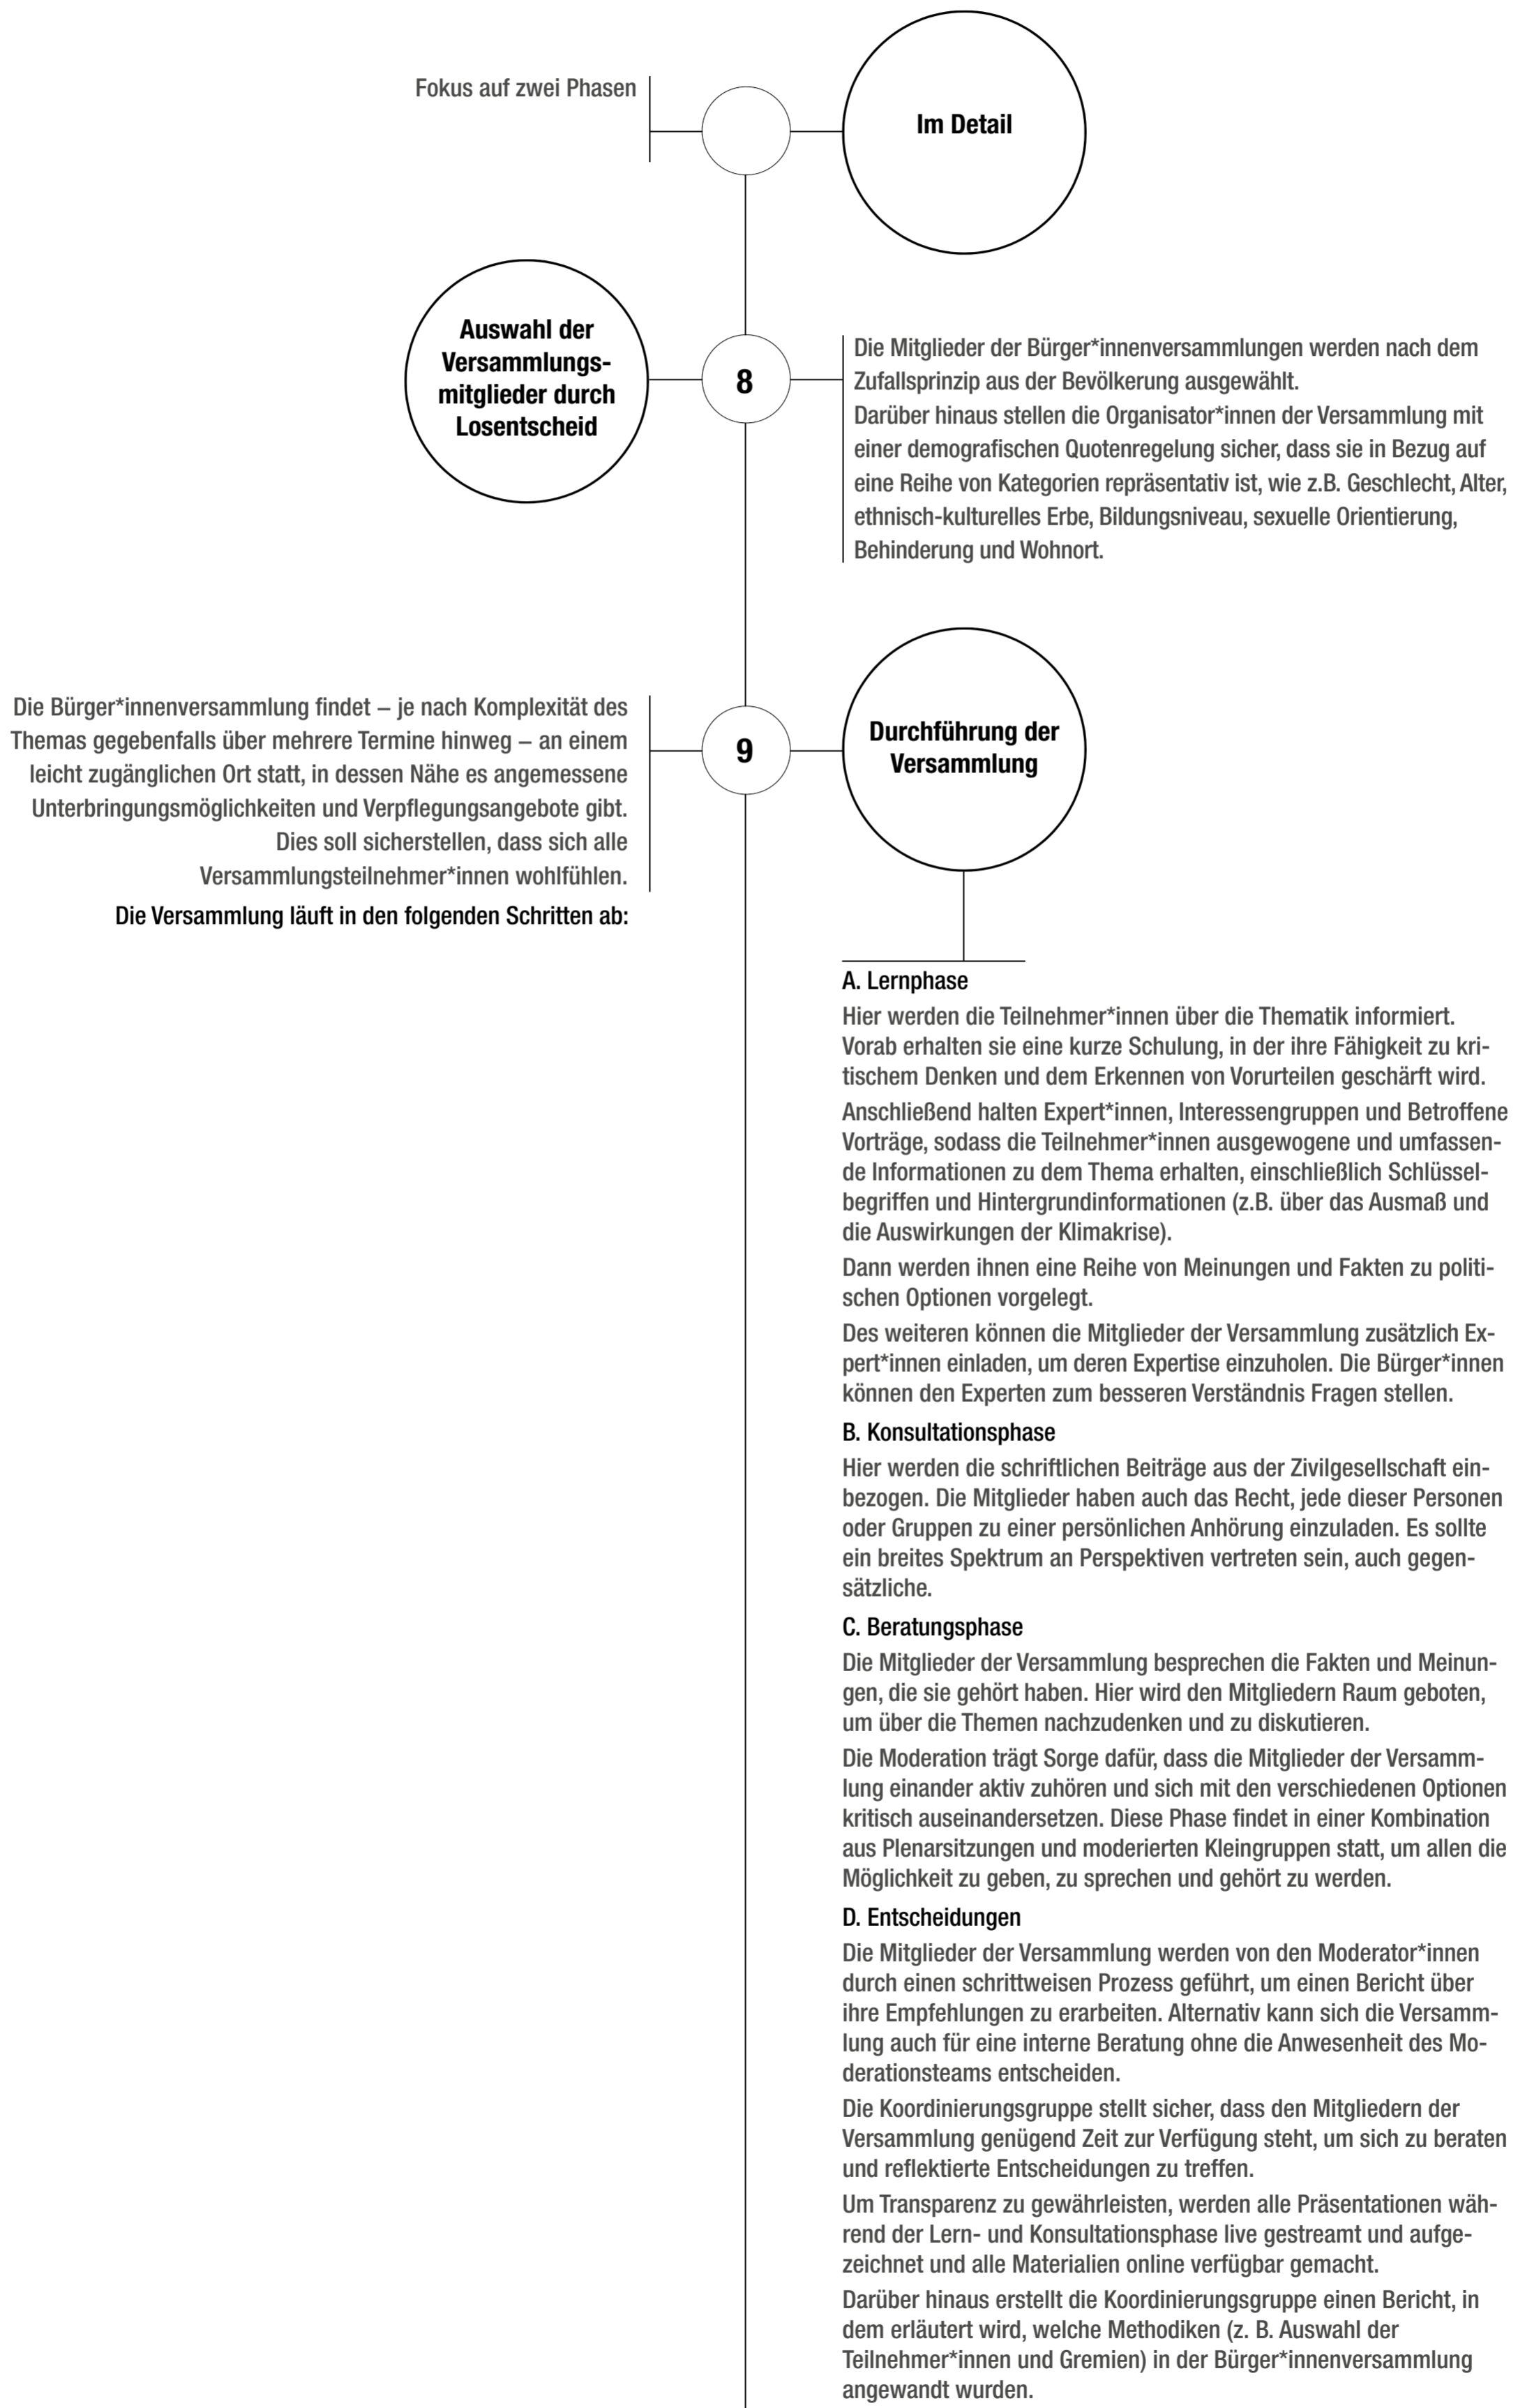 Fokus auf zwei Phasen
Im Detail
Auswahl der
Versammlungs-
mitglieder durch
Losentscheid
8
Die Mitglieder der Bürger*innenversammlungen werden nach dem
Zufallsprinzip aus der Bevölkerung ausgewählt.
Darüber hinaus stellen die Organisator*innen der Versammlung mit
einer demografischen Quotenregelung sicher, dass sie in Bezug auf
eine Reihe von Kategorien repräsentativ ist, wie z.B. Geschlecht, Alter,
ethnisch-kulturelles Erbe, Bildungsniveau, sexuelle Orientierung,
Behinderung und Wohnort.
Die Bürger*innenversammlung findet – je nach Komplexität des
Themas gegebenfalls über mehrere Termine hinweg – an einem
leicht zugänglichen Ort statt, in dessen Nähe es angemessene
Unterbringungsmöglichkeiten und Verpflegungsangebote gibt.
Dies soll sicherstellen, dass sich alle
Versammlungsteilnehmer*innen wohlfühlen.
Die Versammlung läuft in den folgenden Schritten ab:
9
Durchführung der
Versammlung
A. Lernphase
Hier werden die Teilnehmer*innen über die Thematik informiert.
Vorab erhalten sie eine kurze Schulung, in der ihre Fähigkeit zu kri-
tischem Denken und dem Erkennen von Vorurteilen geschärft wird.
Anschließend halten Expert*innen, Interessengruppen und Betroffene
Vorträge, sodass die Teilnehmer*innen ausgewogene und umfassen-
de Informationen zu dem Thema erhalten, einschließlich Schlüssel-
begriffen und Hintergrundinformationen (z.B. über das Ausmaß und
die Auswirkungen der Klimakrise).
Dann werden ihnen eine Reihe von Meinungen und Fakten zu politi-
schen Optionen vorgelegt.
Des weiteren können die Mitglieder der Versammlung zusätzlich Ex-
pert*innen einladen, um deren Expertise einzuholen. Die Bürger*innen
können den Experten zum besseren Verständnis Fragen stellen.
B. Konsultationsphase
Hier werden die schriftlichen Beiträge aus der Zivilgesellschaft ein-
bezogen. Die Mitglieder haben auch das Recht, jede dieser Personen
oder Gruppen zu einer persönlichen Anhörung einzuladen. Es sollte
ein breites Spektrum an Perspektiven vertreten sein, auch gegen-
sätzliche.
C. Beratungsphase
Die Mitglieder der Versammlung besprechen die Fakten und Meinun-
gen, die sie gehört haben. Hier wird den Mitgliedern Raum geboten,
um über die Themen nachzudenken und zu diskutieren.
Die Moderation trägt Sorge dafür, dass die Mitglieder der Versamm-
lung einander aktiv zuhören und sich mit den verschiedenen Optionen
kritisch auseinandersetzen. Diese Phase findet in einer Kombination
aus Plenarsitzungen und moderierten Kleingruppen statt, um allen die
Möglichkeit zu geben, zu sprechen und gehört zu werden.
D. Entscheidungen
Die Mitglieder der Versammlung werden von den Moderator*innen
durch einen schrittweisen Prozess geführt, um einen Bericht über
ihre Empfehlungen zu erarbeiten. Alternativ kann sich die Versamm-
lung auch für eine interne Beratung ohne die Anwesenheit des Mo-
derationsteams entscheiden.
Die Koordinierungsgruppe stellt sicher, dass den Mitgliedern der
Versammlung genügend Zeit zur Verfügung steht, um sich zu beraten
und reflektierte Entscheidungen zu treffen.
Um Transparenz zu gewährleisten, werden alle Präsentationen wäh-
rend der Lern- und Konsultationsphase live gestreamt und aufge-
zeichnet und alle Materialien online verfügbar gemacht.
Darüber hinaus erstellt die Koordinierungsgruppe einen Bericht, in
dem erläutert wird, welche Methodiken (z. B. Auswahl der
Teilnehmer*innen und Gremien) in der Bürger*innenversammlung
angewandt wurden.